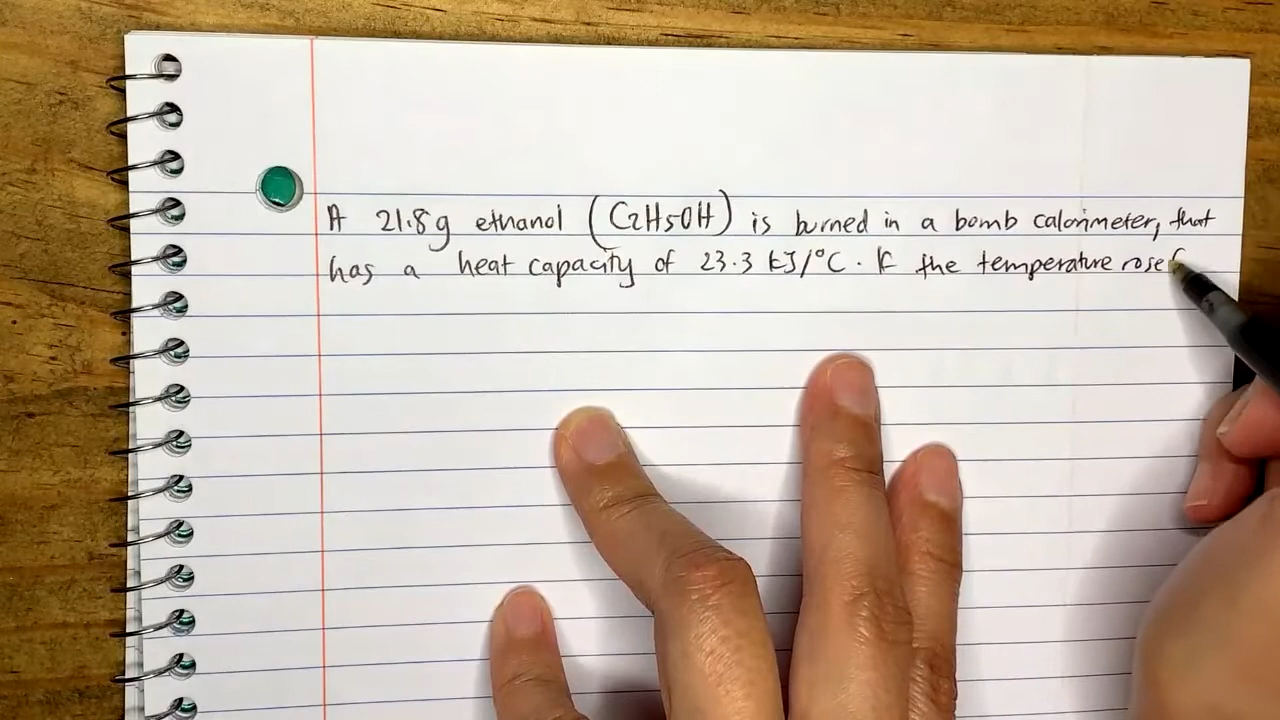 A 21.8g ethanol (C2H5OH) is burned in a bomb calorimeter, that
has a heat capacity of 23.3 kJ/°C. If the temperature rose f